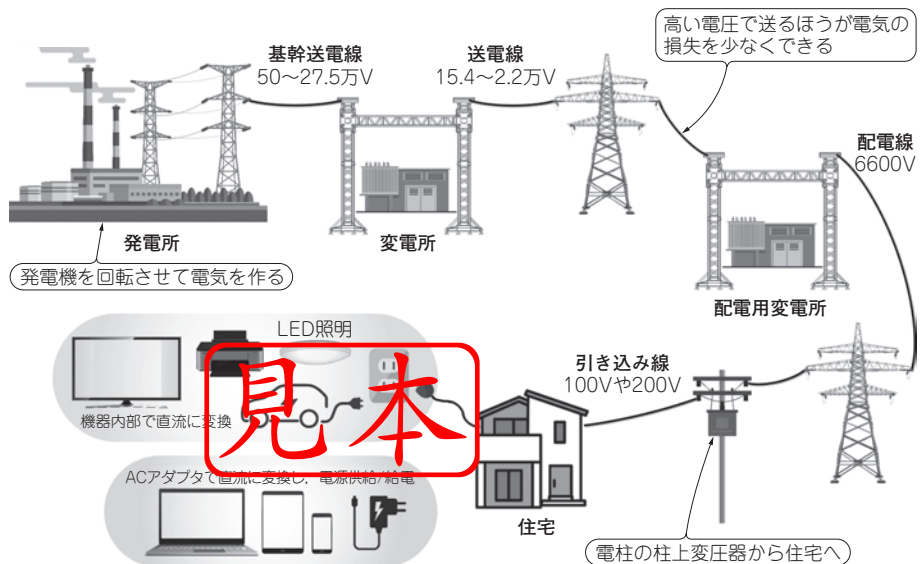 高い電圧で送るほうが電気の
損失を少なくできる
基幹送電線
50〜27.5万V
送電線
15.4〜2.2万V
配電線
6600V
発電所
発電機を回転させて電気を作る
変電所
配電用変電所
LED照明
機器内部で直流に変換
見本
引き込み線
100Vや200V
ACアダプタで直流に変換し，電源供給/給電
住宅
電柱の柱上変圧器から住宅へ